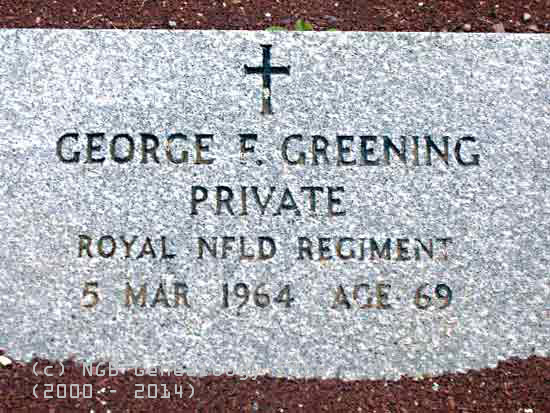 GEORGE F. GREENING
PRIVATE
ROYAL NFLD REGIMENT
5 MAR 1964 AGE 69
(c) NGB Genealogy
(2000 - 2014)